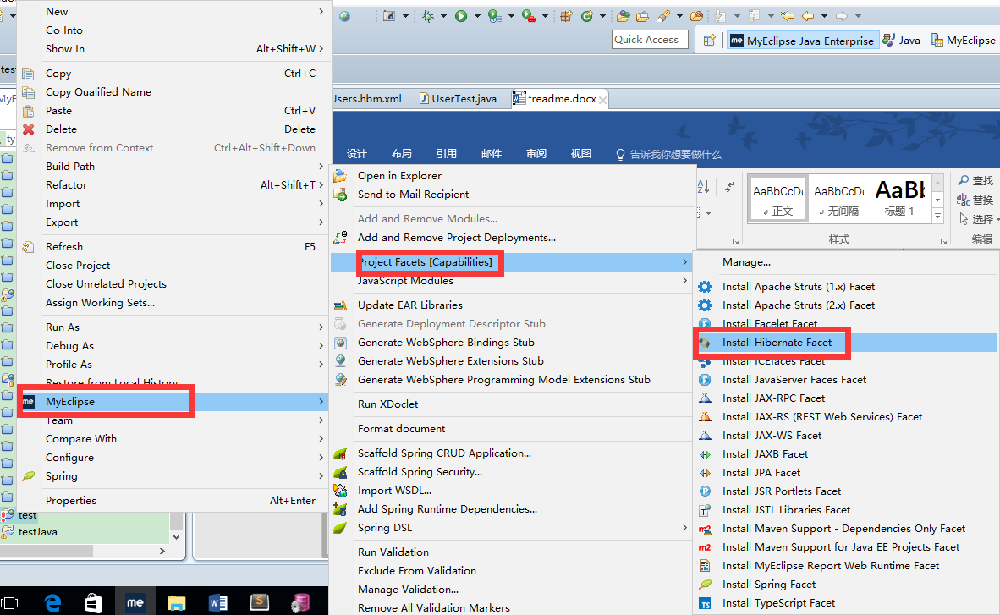 New
Go Into
Show In Alt+Shift+W
Copy Ctrl+C
Copy Qualified Name
Paste Ctrl+V
Delete Delete
Remove from Context Ctrl+Alt+Shift+Down
Build Path
Refactor Alt+Shift+T
Import
Export
Refresh F5
Close Project
Close Unrelated Projects
Assign Working Sets...
Run As
Debug As
Profile As
Restore from Local History...
MyEclipse
Team
Compare With
Configure
Spring
Properties Alt+Enter
test
testJava
Quick Access
MyEclipse Java Enterprise
Java
MyEclipse
Users.hbm.xml
UserTest.java
*readme.docx
设计 布局 引用 邮件 审阅 视图 告诉我你想要做什么
AaBbCcDc AaBbCcDc AaBb
正文 无间隔 标题 1
样式
查找
替换
选择
编辑
Open in Explorer
Send to Mail Recipient
Add and Remove Modules...
Add and Remove Project Deployments...
Project Facets [Capabilities]
JavaScript Modules
Update EAR Libraries
Generate Deployment Descriptor Stub
Generate WebSphere Bindings Stub
Generate WebSphere Extensions Stub
Generate WebSphere Programming Model Extensions Stub
Run XDoclet
Format document
Scaffold Spring CRUD Application...
Scaffold Spring Security...
Import WSDL...
Add Spring Runtime Dependencies...
Spring DSL
Run Validation
Exclude From Validation
Manage Validation...
Remove All Validation Markers
Manage...
Install Apache Struts (1.x) Facet
Install Apache Struts (2.x) Facet
Install Facelet Facet
Install Hibernate Facet
Install ICEfaces Facet
Install JavaServer Faces Facet
Install JAX-RPC Facet
Install JAX-RS (REST Web Services) Facet
Install JAX-WS Facet
Install JAXB Facet
Install JPA Facet
Install JSR Portlets Facet
Install JSTL Libraries Facet
Install Maven Support - Dependencies Only Facet
Install Maven Support for Java EE Projects Facet
Install MyEclipse Report Web Runtime Facet
Install Spring Facet
Install TypeScript Facet